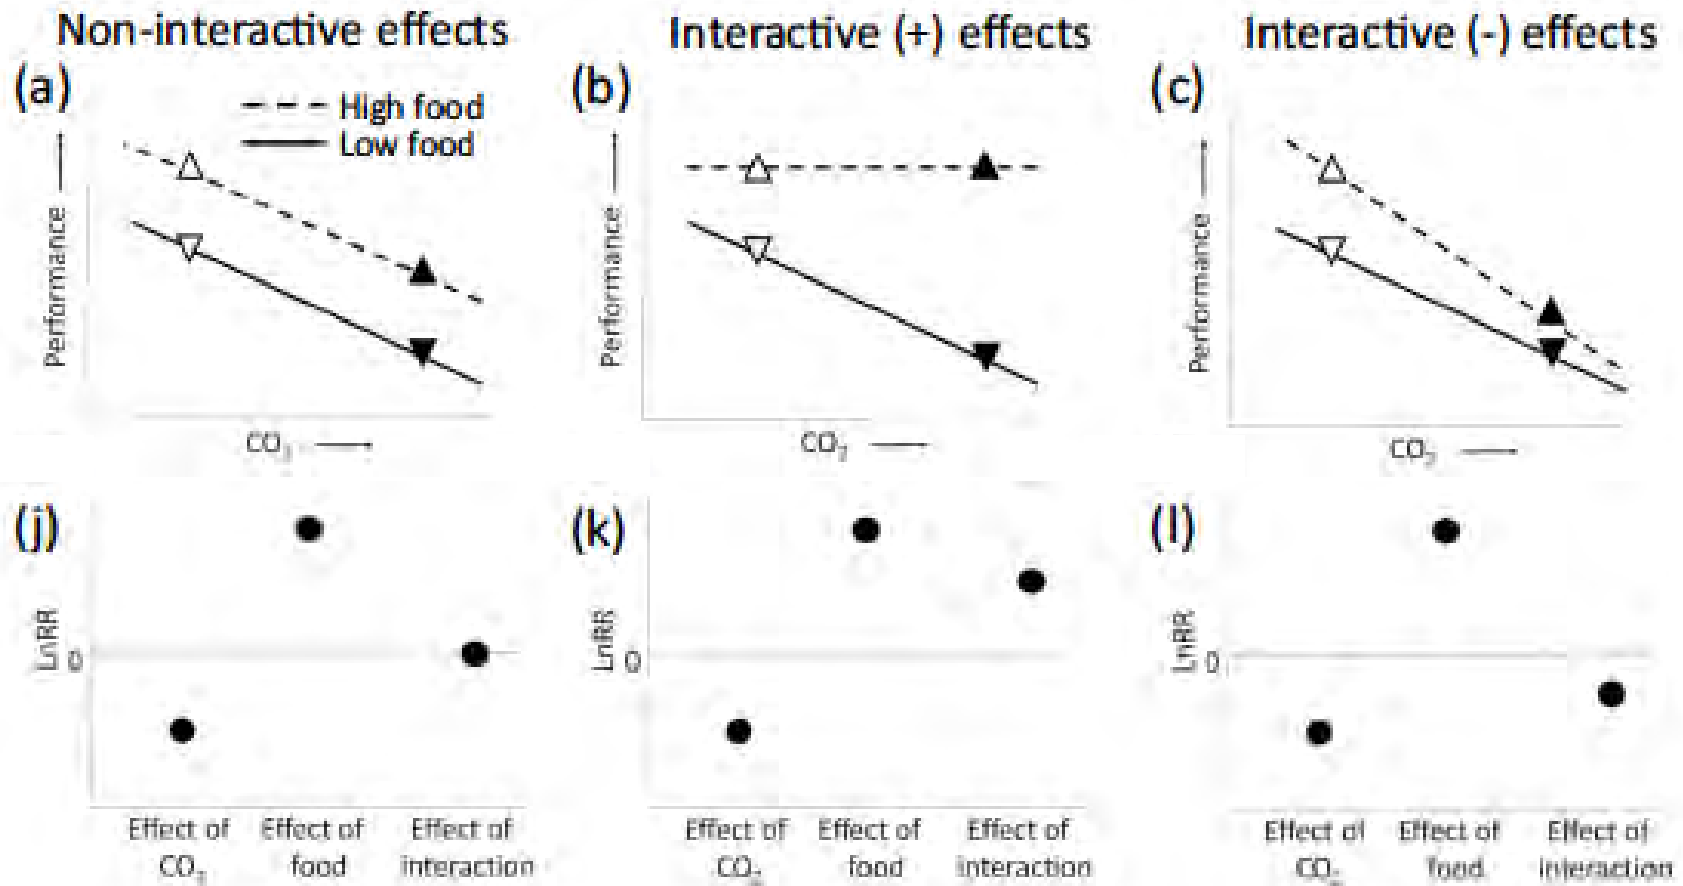 Non-interactive effects
Interactive (+) effects
Interactive (-) effects
(a)
High food
Low food
Performance
CO₂
(b)
Performance
CO₂
(c)
Performance
CO₂
(j)
LnRR
0
Effect of
CO₂
Effect of
food
Effect of
interaction
(k)
LnRR
0
Effect of
CO₂
Effect of
food
Effect of
interaction
(l)
LnRR
0
Effect of
CO₂
Effect of
food
Effect of
interaction